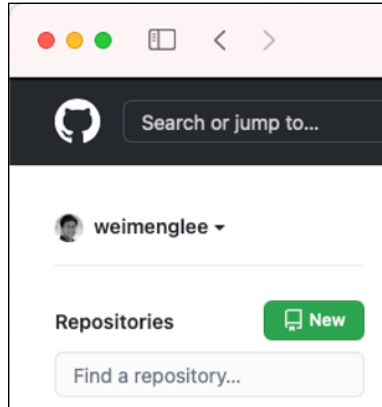 Search or jump to...
weimenglee
Repositories
New
Find a repository...